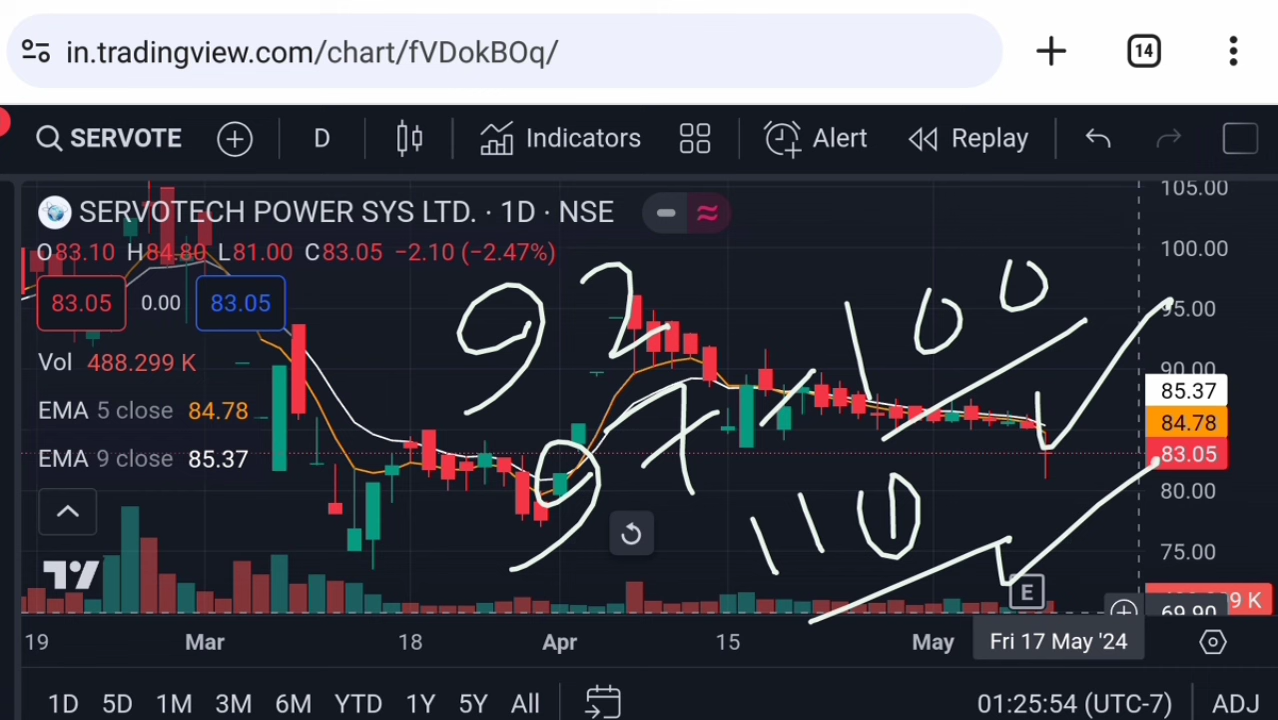 in.tradingview.com/chart/fVDokBOq/ 14
SERVOTE D Indicators Alert Replay
SERVOTECH POWER SYS LTD. · 1D · NSE
O83.10 H84.80 L81.00 C83.05 −2.10 (−2.47%)
83.05 0.00 83.05
Vol 488.299 K
EMA 5 close 84.78
EMA 9 close 85.37
92
97
100
110
105.00
100.00
95.00
90.00
85.37
84.78
83.05
80.00
75.00
69.90
9 K
E
19 Mar 18 Apr 15 May Fri 17 May '24
1D 5D 1M 3M 6M YTD 1Y 5Y All 01:25:54 (UTC-7) ADJ